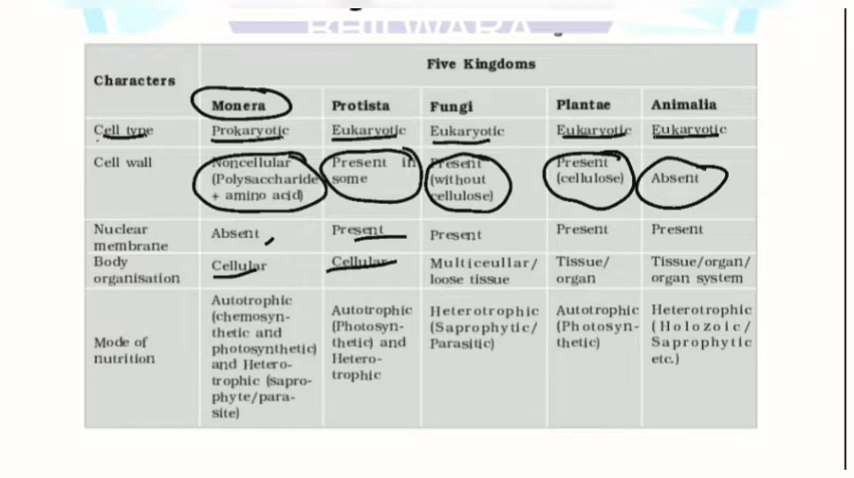 BHILWARA
Five Kingdoms
Characters
Monera Protista Fungi Plantae Animalia
Cell type Prokaryotic Eukaryotic Eukaryotic Eukaryotic Eukaryotic
Cell wall Noncellular Present in Present Present
(Polysaccharide some (without (cellulose) Absent
+ amino acid) cellulose)
Nuclear Absent Present Present Present Present
membrane
Body Cellular Cellular Multiceullar/ Tissue/ Tissue/organ/
organisation loose tissue organ organ system
Autotrophic
(chemosyn- Autotrophic Heterotrophic Autotrophic Heterotrophic
thetic and (Photosyn- (Saprophytic/ (Photosyn- (Holozoic/
Mode of photosynthetic) thetic) and Parasitic) thetic) Saprophytic
nutrition and Hetero- Hetero- etc.)
trophic (sapro- trophic
phyte/para-
site)